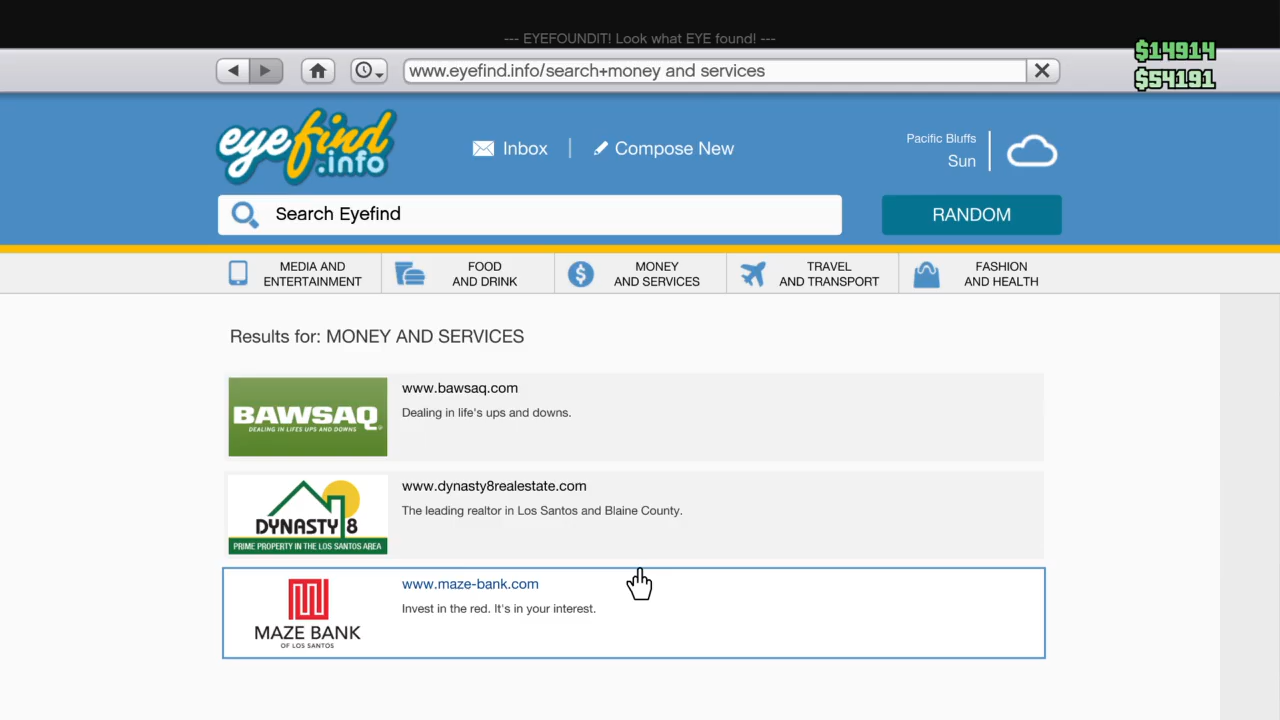 --- EYEFOUNDIT! Look what EYE found! ---
$14914
www.eyefind.info/search+money and services
$54191
eyefind
.info
Inbox
Compose New
Pacific Bluffs
Sun
Search Eyefind
RANDOM
MEDIA AND
ENTERTAINMENT
FOOD
AND DRINK
MONEY
AND SERVICES
TRAVEL
AND TRANSPORT
FASHION
AND HEALTH
Results for: MONEY AND SERVICES
BAWSAQ
DEALING IN LIFES UPS AND DOWNS
www.bawsaq.com
Dealing in life's ups and downs.
DYNASTY 8
PRIME PROPERTY IN THE LOS SANTOS AREA
www.dynasty8realestate.com
The leading realtor in Los Santos and Blaine County.
MAZE BANK
OF LOS SANTOS
www.maze-bank.com
Invest in the red. It's in your interest.